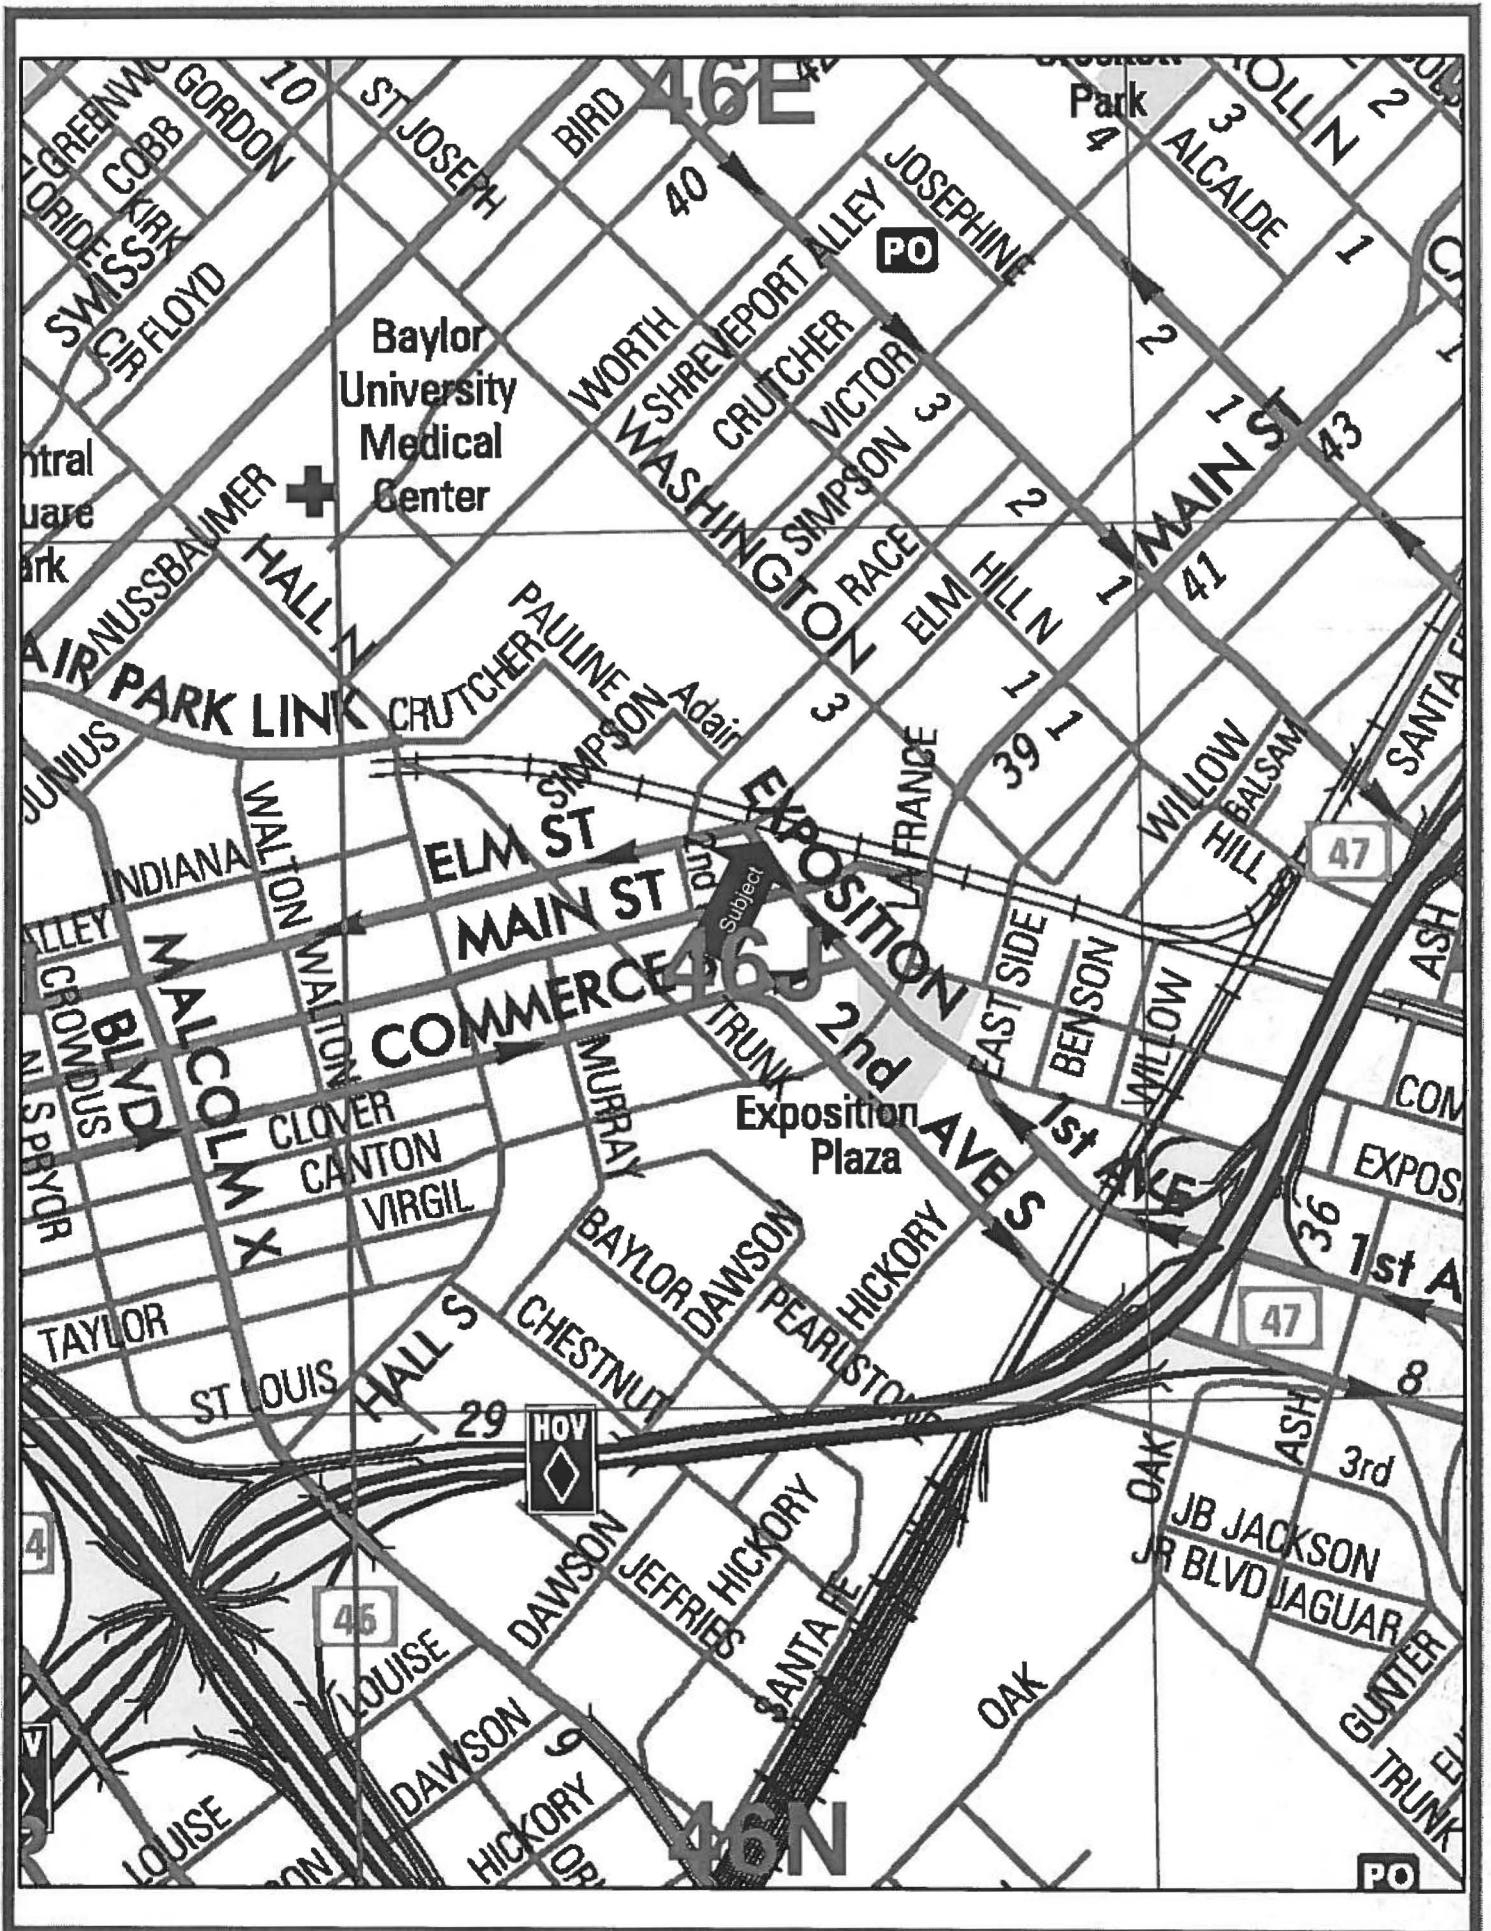 46E
Park
GORDON
10
ST JOSEPH
BIRD
40
COBB
KIRK
SWISS
CIR
FLOYD
JOSEPHINE
PO
4
3
2
ALCALDE
1
Baylor
University
Medical
Center
WORTH
SHREVEPORT ALLEY
CRUTCHER
VICTOR
3
WASHINGTON
SIMPSON
2
2
1
1
MAIN ST
43
RACE
ELM
HILL N
1
41
NUSSBAUMER
HALL N
PAULINE
CRUTCHER
SIMPSON
SIMPSON
Adair
3
1
1
39
PARK LINK
JUNIUS
WALTON
INDIANA
ELM ST
MAIN ST
2nd
Subject
EXPOSITION
LA FRANCE
WILLOW
GALSAM
HILL S
47
ASH
46J
COMMERCE
MALCOLM X
BLVD
CROWDUS
N S PRYOR
WALTON
MURRAY
TRUNK
2nd
AVE S
EAST SIDE
BENSON
WILLOW
1st AVE
Exposition
Plaza
CLOVER
CANTON
VIRGIL
36
1st A
47
8
BAYLOR
DAWSON
HICKORY
PEARLSTONE
CHESTNUT
TAYLOR
ST LOUIS
HALL S
29
HOV
OAK
ASH
3rd
JB JACKSON
JR BLVD
JAGUAR
GUNTER
TRUNK
DAWSON
JEFFRIES
HICKORY
SANTA FE
OAK
46
LOUISE
DAWSON
9
LOUISE
HICKORY
46N
PO